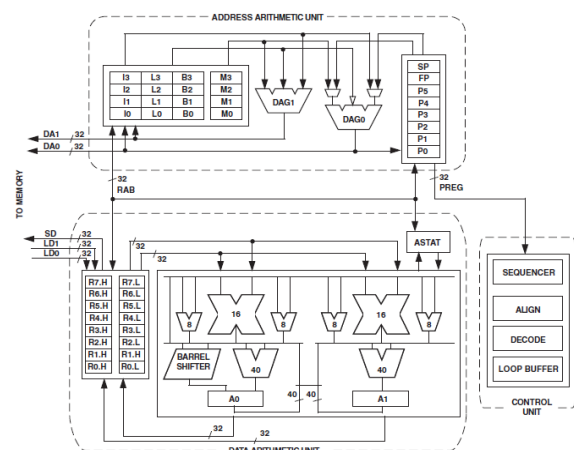 ADDRESS ARITHMETIC UNIT
I3 L3 B3 M3
I2 L2 B2 M2
I1 L1 B1 M1
I0 L0 B0 M0
DAG1
DAG0
SP
FP
P5
P4
P3
P2
P1
P0
DA1 32
DA0 32
32
RAB
32
PREG
TO MEMORY
SD 32
LD1 32
LD0 32
32
32
ASTAT
R7.H R7.L
R6.H R6.L
R5.H R5.L
R4.H R4.L
R3.H R3.L
R2.H R2.L
R1.H R1.L
R0.H R0.L
8 16 8 8 16 8
BARREL
SHIFTER
40
40
40 40
A0
A1
32
32
DATA ARITHMETIC UNIT
SEQUENCER
ALIGN
DECODE
LOOP BUFFER
CONTROL
UNIT